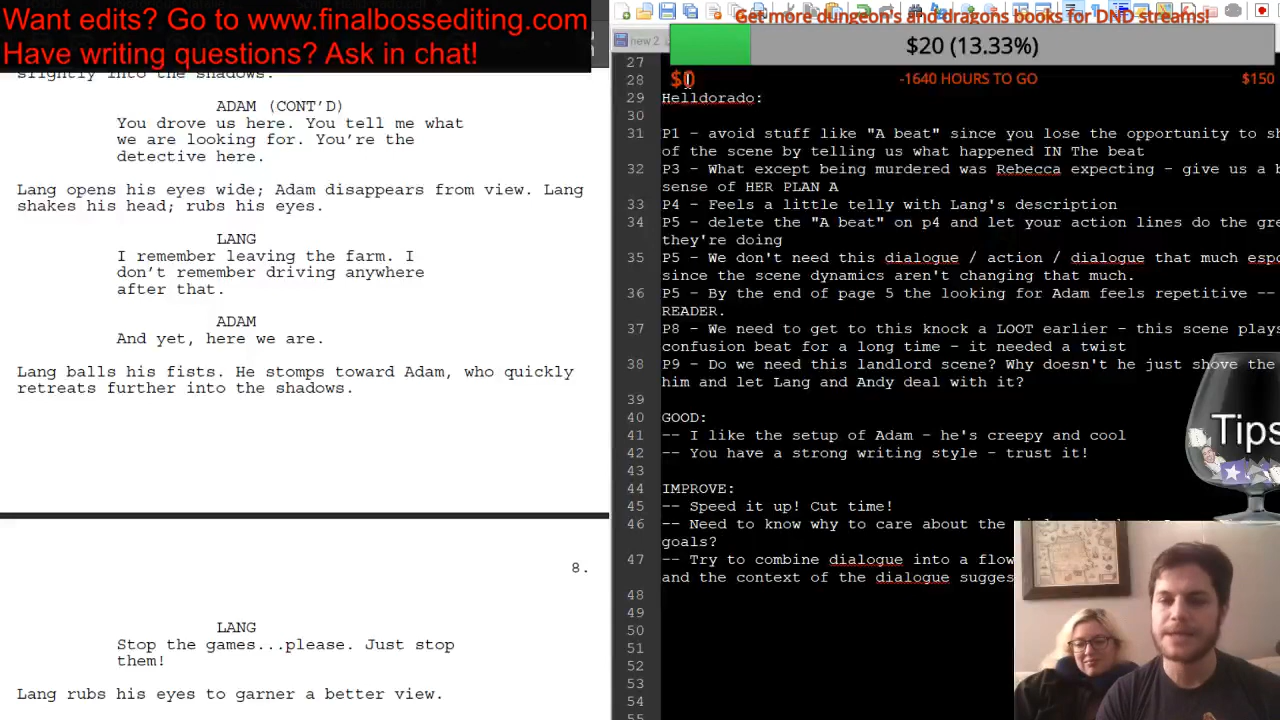 Want edits? Go to www.finalbossediting.com
Have writing questions? Ask in chat!
slightly into the shadows.
ADAM (CONT'D)
You drove us here. You tell me what
we are looking for. You're the
detective here.
Lang opens his eyes wide; Adam disappears from view. Lang
shakes his head; rubs his eyes.
LANG
I remember leaving the farm. I
don't remember driving anywhere
after that.
ADAM
And yet, here we are.
Lang balls his fists. He stomps toward Adam, who quickly
retreats further into the shadows.
8.
LANG
Stop the games...please. Just stop
them!
Lang rubs his eyes to garner a better view.
Get more dungeon's and dragons books for DND streams!
new 2
$20 (13.33%)
$0
-1640 HOURS TO GO
$150
27
28
29 Helldorado:
30
31 P1 - avoid stuff like "A beat" since you lose the opportunity to sh
of the scene by telling us what happened IN The beat
32 P3 - What except being murdered was Rebecca expecting - give us a b
sense of HER PLAN A
33 P4 - Feels a little telly with Lang's description
34 P5 - delete the "A beat" on p4 and let your action lines do the gre
they're doing
35 P5 - We don't need this dialogue / action / dialogue that much espe
since the scene dynamics aren't changing that much.
36 P5 - By the end of page 5 the looking for Adam feels repetitive --
READER.
37 P8 - We need to get to this knock a LOOT earlier - this scene plays
confusion beat for a long time - it needed a twist
38 P9 - Do we need this landlord scene? Why doesn't he just shove the
him and let Lang and Andy deal with it?
39
40 GOOD:
41 -- I like the setup of Adam - he's creepy and cool
42 -- You have a strong writing style - trust it!
43
44 IMPROVE:
45 -- Speed it up! Cut time!
46 -- Need to know why to care about the
goals?
47 -- Try to combine dialogue into a flow
and the context of the dialogue sugges
48
49
50
51
52
53
54
55
Tips